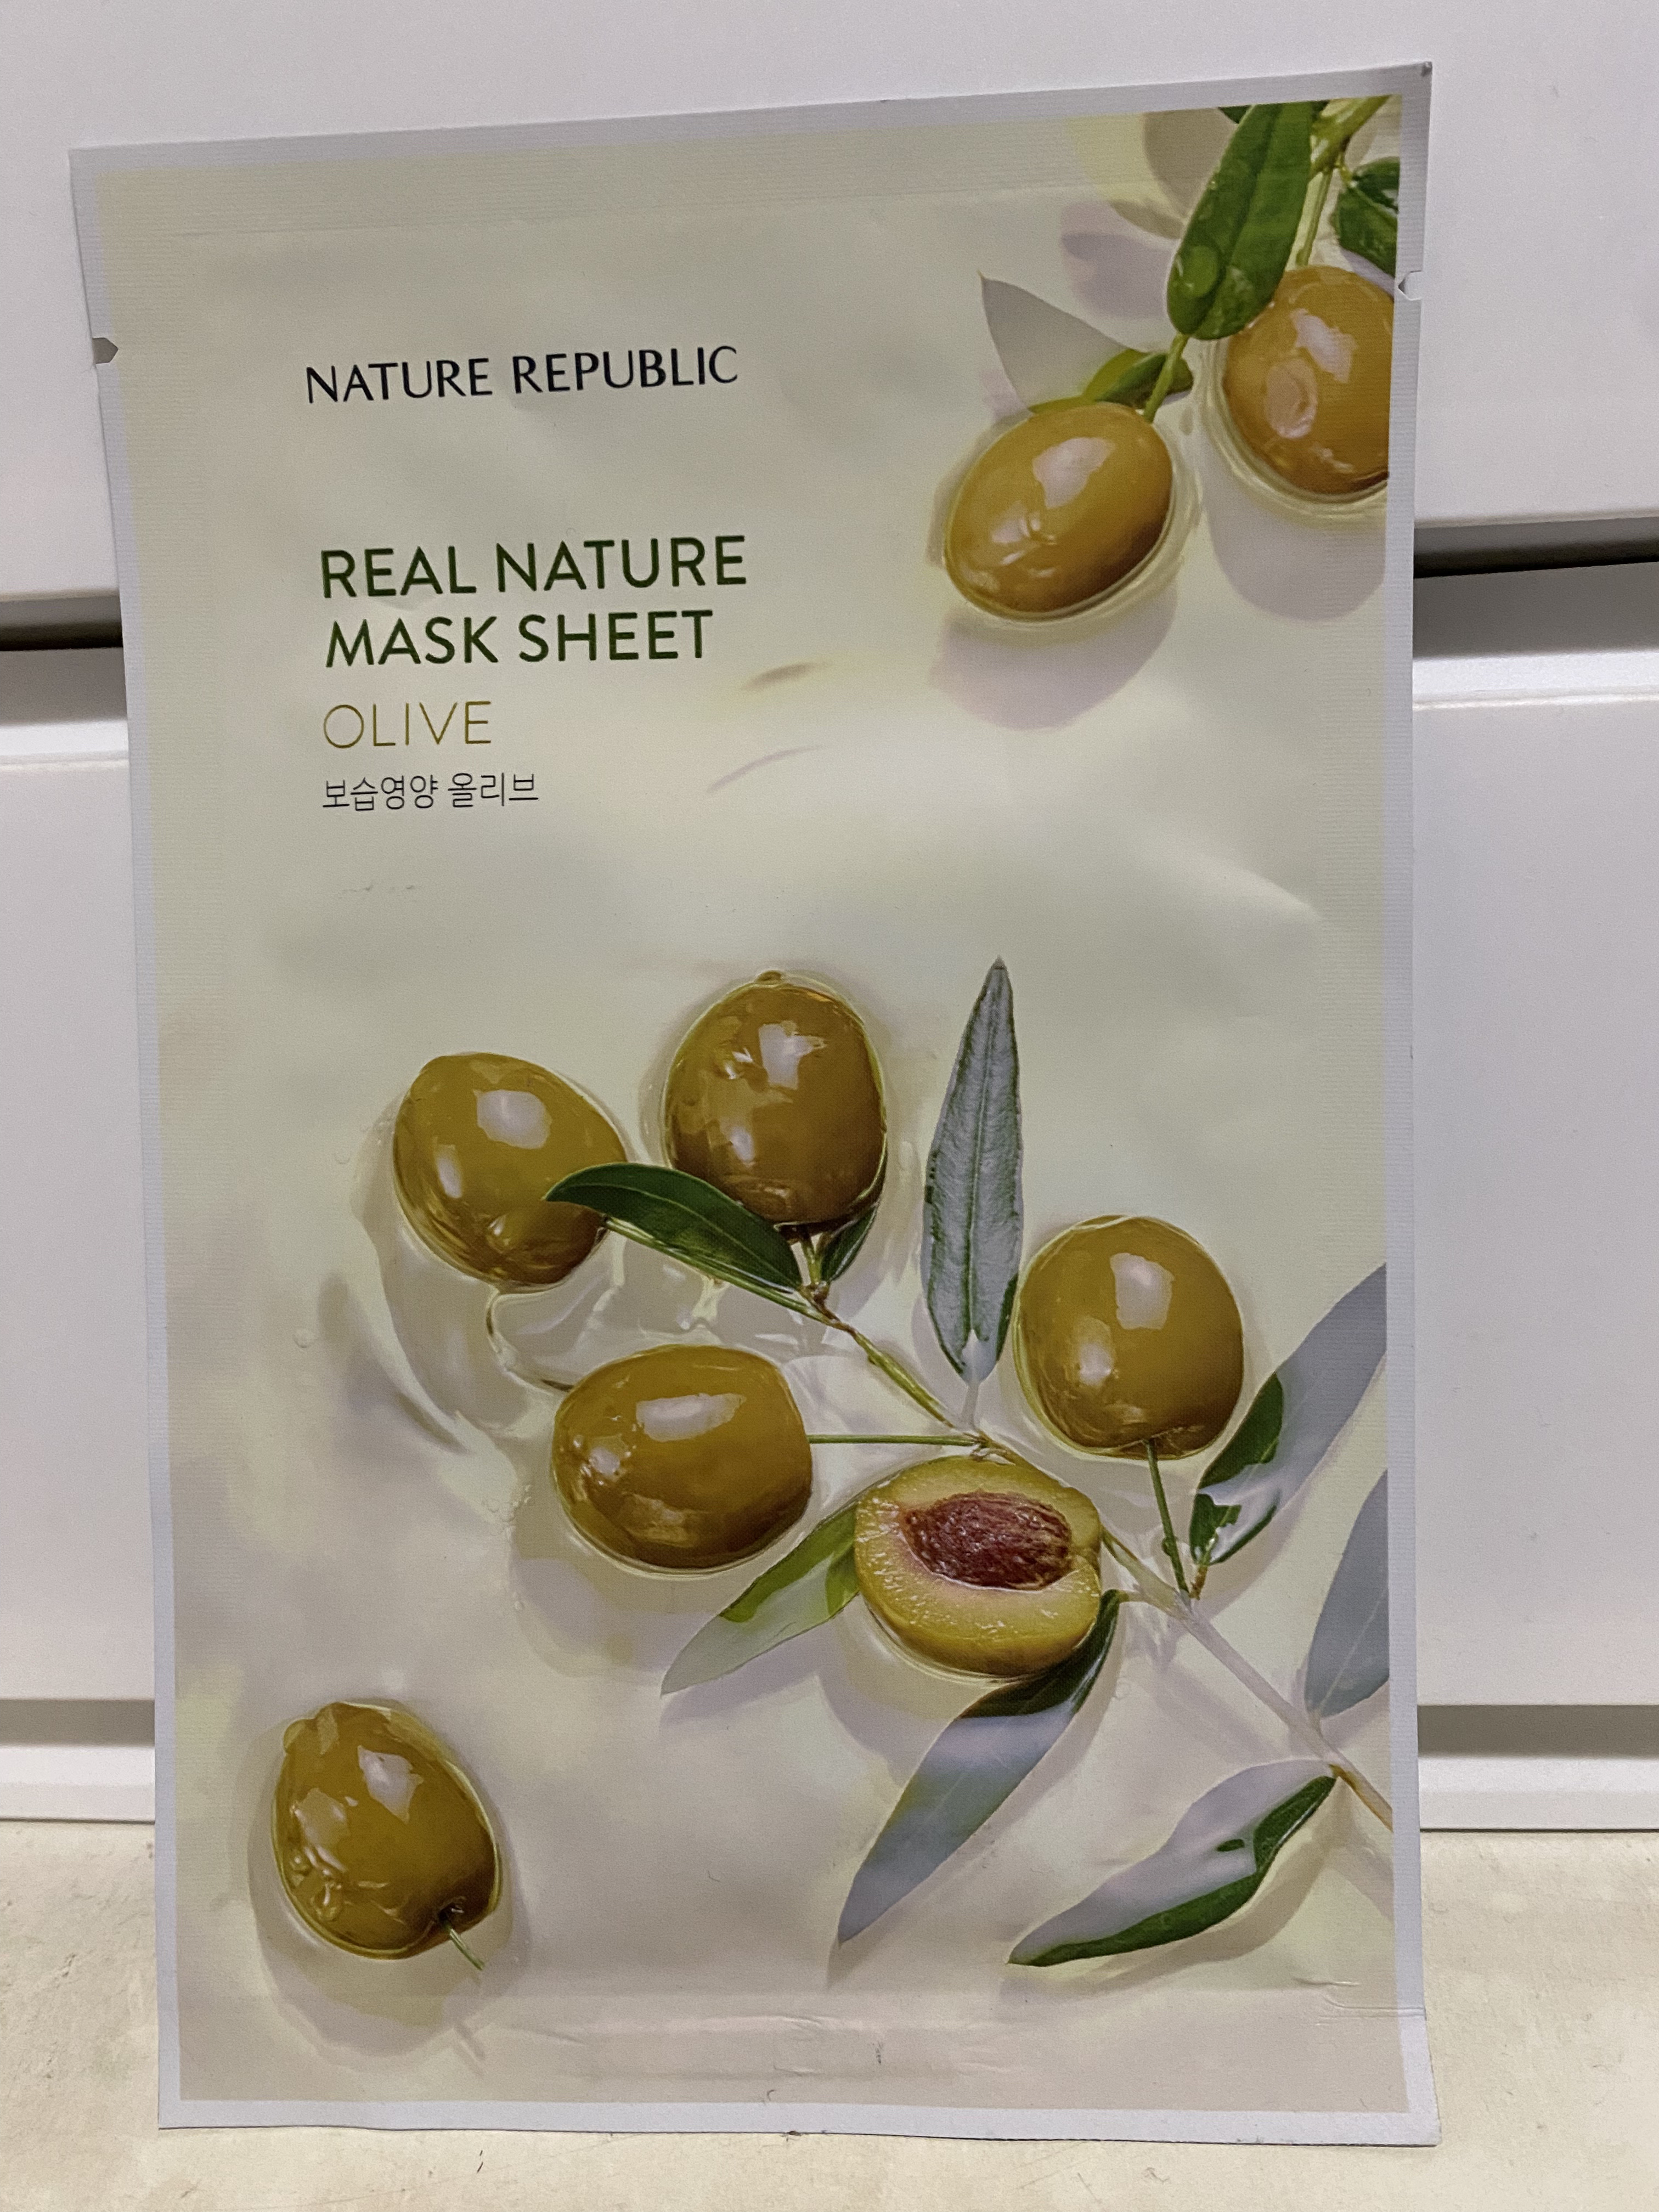 NATURE REPUBLIC
REAL NATURE
MASK SHEET
OLIVE
보습영양 올리브